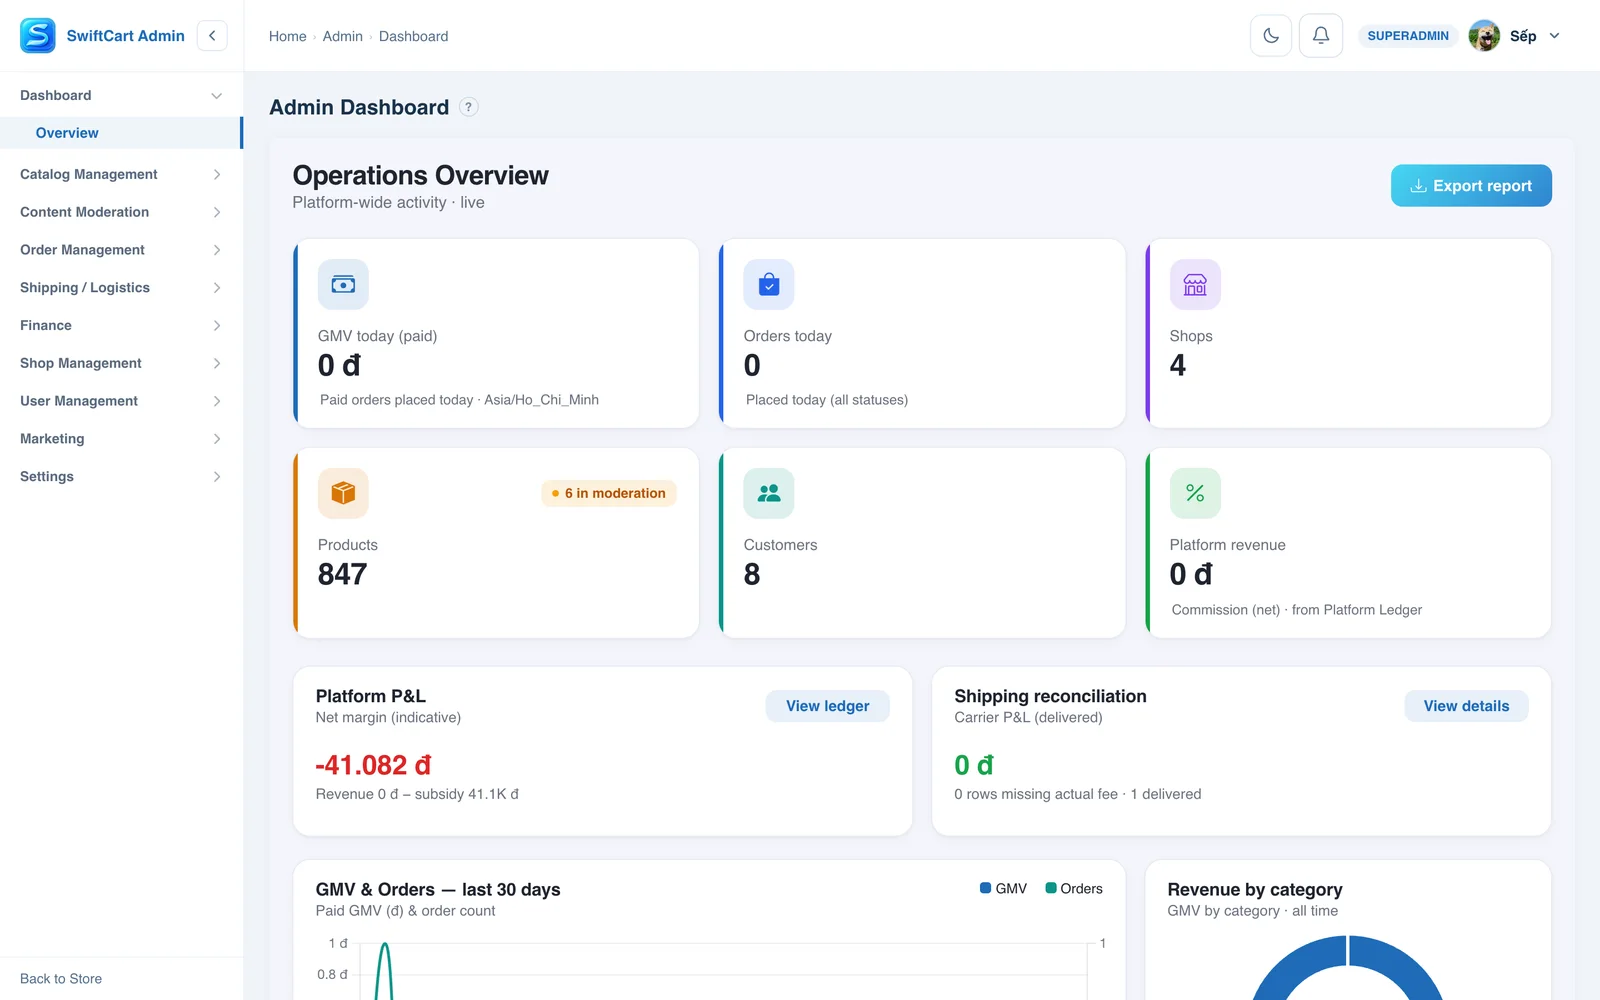 SwiftCart Admin
Home › Admin › Dashboard
SUPERADMIN
Sếp
Dashboard
Overview
Catalog Management
Content Moderation
Order Management
Shipping / Logistics
Finance
Shop Management
User Management
Marketing
Settings
Back to Store
Admin Dashboard
?
Operations Overview
Platform-wide activity · live
Export report
GMV today (paid)
0 đ
Paid orders placed today · Asia/Ho_Chi_Minh
Orders today
0
Placed today (all statuses)
Shops
4
6 in moderation
Products
847
Customers
8
Platform revenue
0 đ
Commission (net) · from Platform Ledger
Platform P&L
Net margin (indicative)
View ledger
-41.082 đ
Revenue 0 đ – subsidy 41.1K đ
Shipping reconciliation
Carrier P&L (delivered)
View details
0 đ
0 rows missing actual fee · 1 delivered
GMV & Orders — last 30 days
Paid GMV (đ) & order count
GMV
Orders
1 đ
1
0.8 đ
Revenue by category
GMV by category · all time